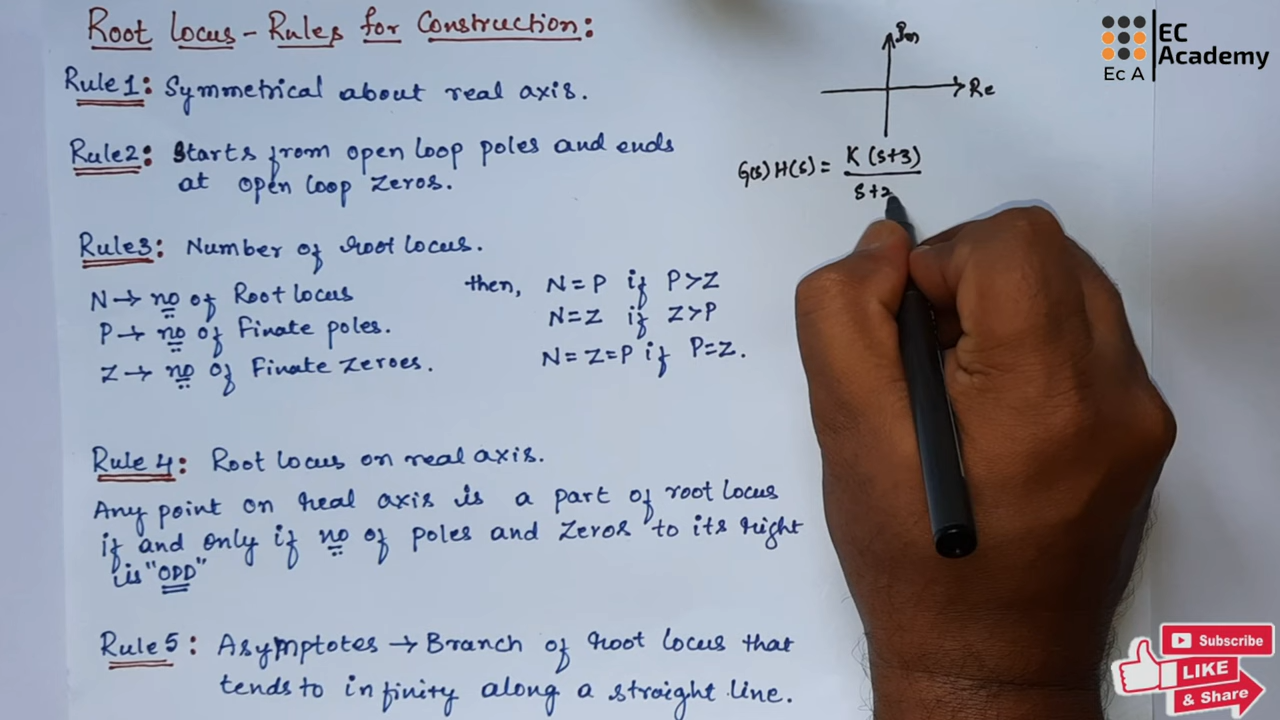 Root locus - Rules for Construction:
Rule 1: Symmetrical about real axis.
Rule 2: Starts from open loop poles and ends
at open loop zeros.
Rule 3: Number of root locus.
N → no of Root locus
P → no of Finate poles.
Z → no of Finate zeroes.
then, N = P if P > Z
N = Z if Z > P
N = Z = P if P = Z.
Rule 4: Root locus on real axis.
Any point on real axis is a part of root locus
if and only if no of poles and zeros to its right
is "ODD"
Rule 5: Asymptotes → Branch of root locus that
tends to infinity along a straight line.
Im
Re
G(s) H(s) = K (s+3)
s+2
EC
Academy
Ec A
Subscribe
LIKE
& Share